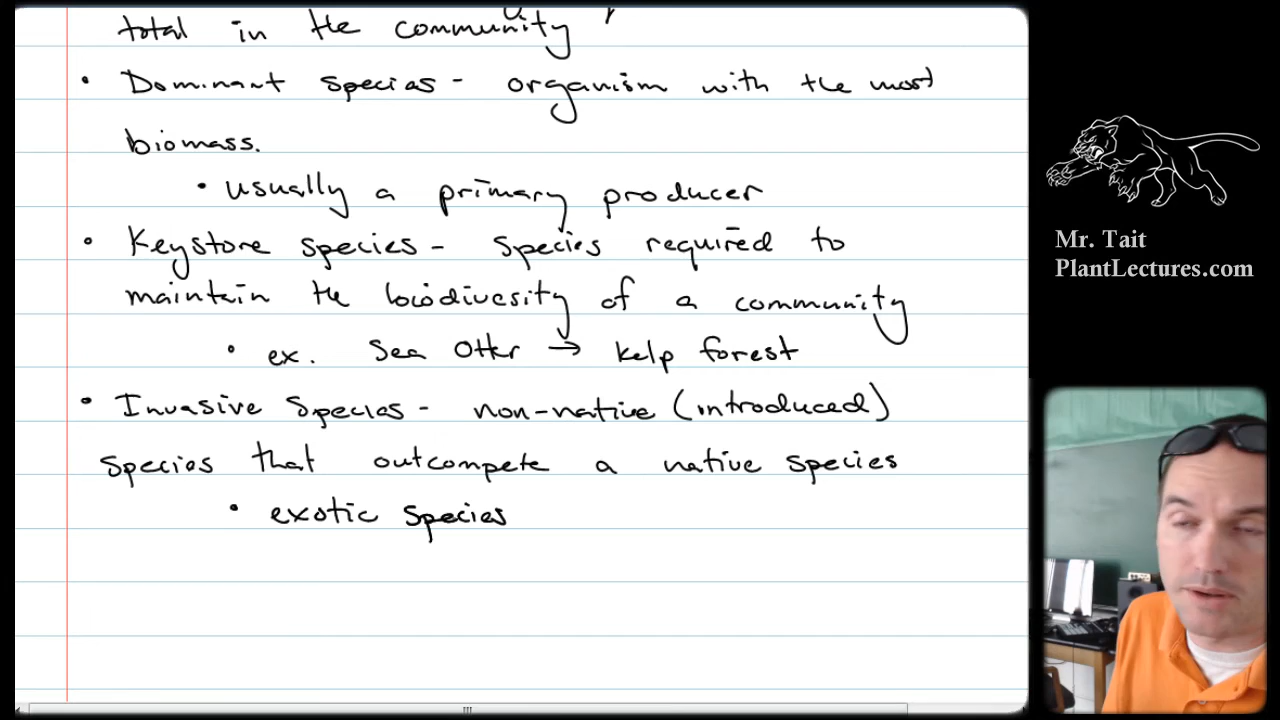 total in the community
• Dominant species - organism with the most
biomass.
• usually a primary producer
• Keystone species - species required to
maintain the biodiversity of a community
• ex. Sea Otter → kelp forest
• Invasive Species - non-native (introduced)
species that outcompete a native species
• exotic species
Mr. Tait
PlantLectures.com